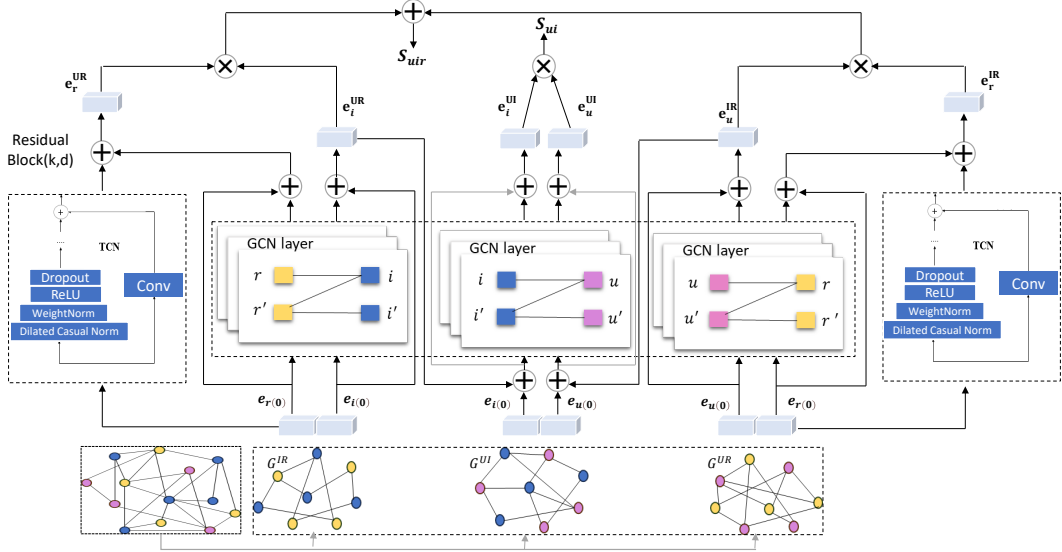 S_ui
S_uir
e_r^UR
e_i^UR
e_i^UI
e_u^UI
e_u^IR
e_r^IR
Residual
Block(k,d)
TCN
....
Dropout
ReLU
WeightNorm
Dilated Casual Norm
Conv
GCN layer
r
i
r'
i'
GCN layer
i
u
i'
u'
GCN layer
u
r
u'
r'
TCN
....
Dropout
ReLU
WeightNorm
Dilated Casual Norm
Conv
e_r(0)
e_i(0)
e_i(0)
e_u(0)
e_u(0)
e_r(0)
G^IR
G^UI
G^UR